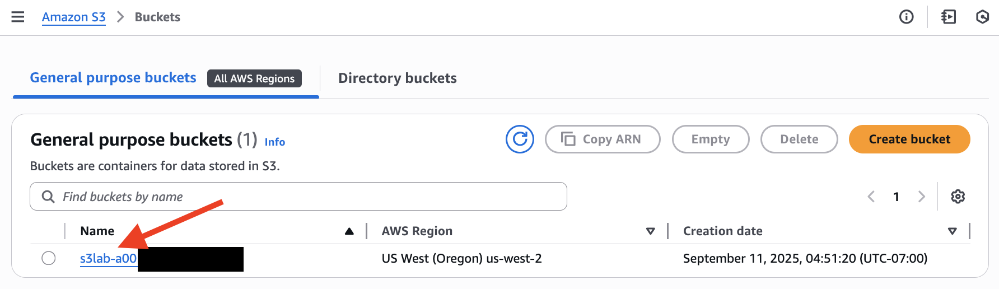 Amazon S3 > Buckets
General purpose buckets All AWS Regions Directory buckets
General purpose buckets (1) Info
Copy ARN Empty Delete Create bucket
Buckets are containers for data stored in S3.
Find buckets by name
1
Name AWS Region Creation date
s3lab-a00 US West (Oregon) us-west-2 September 11, 2025, 04:51:20 (UTC-07:00)